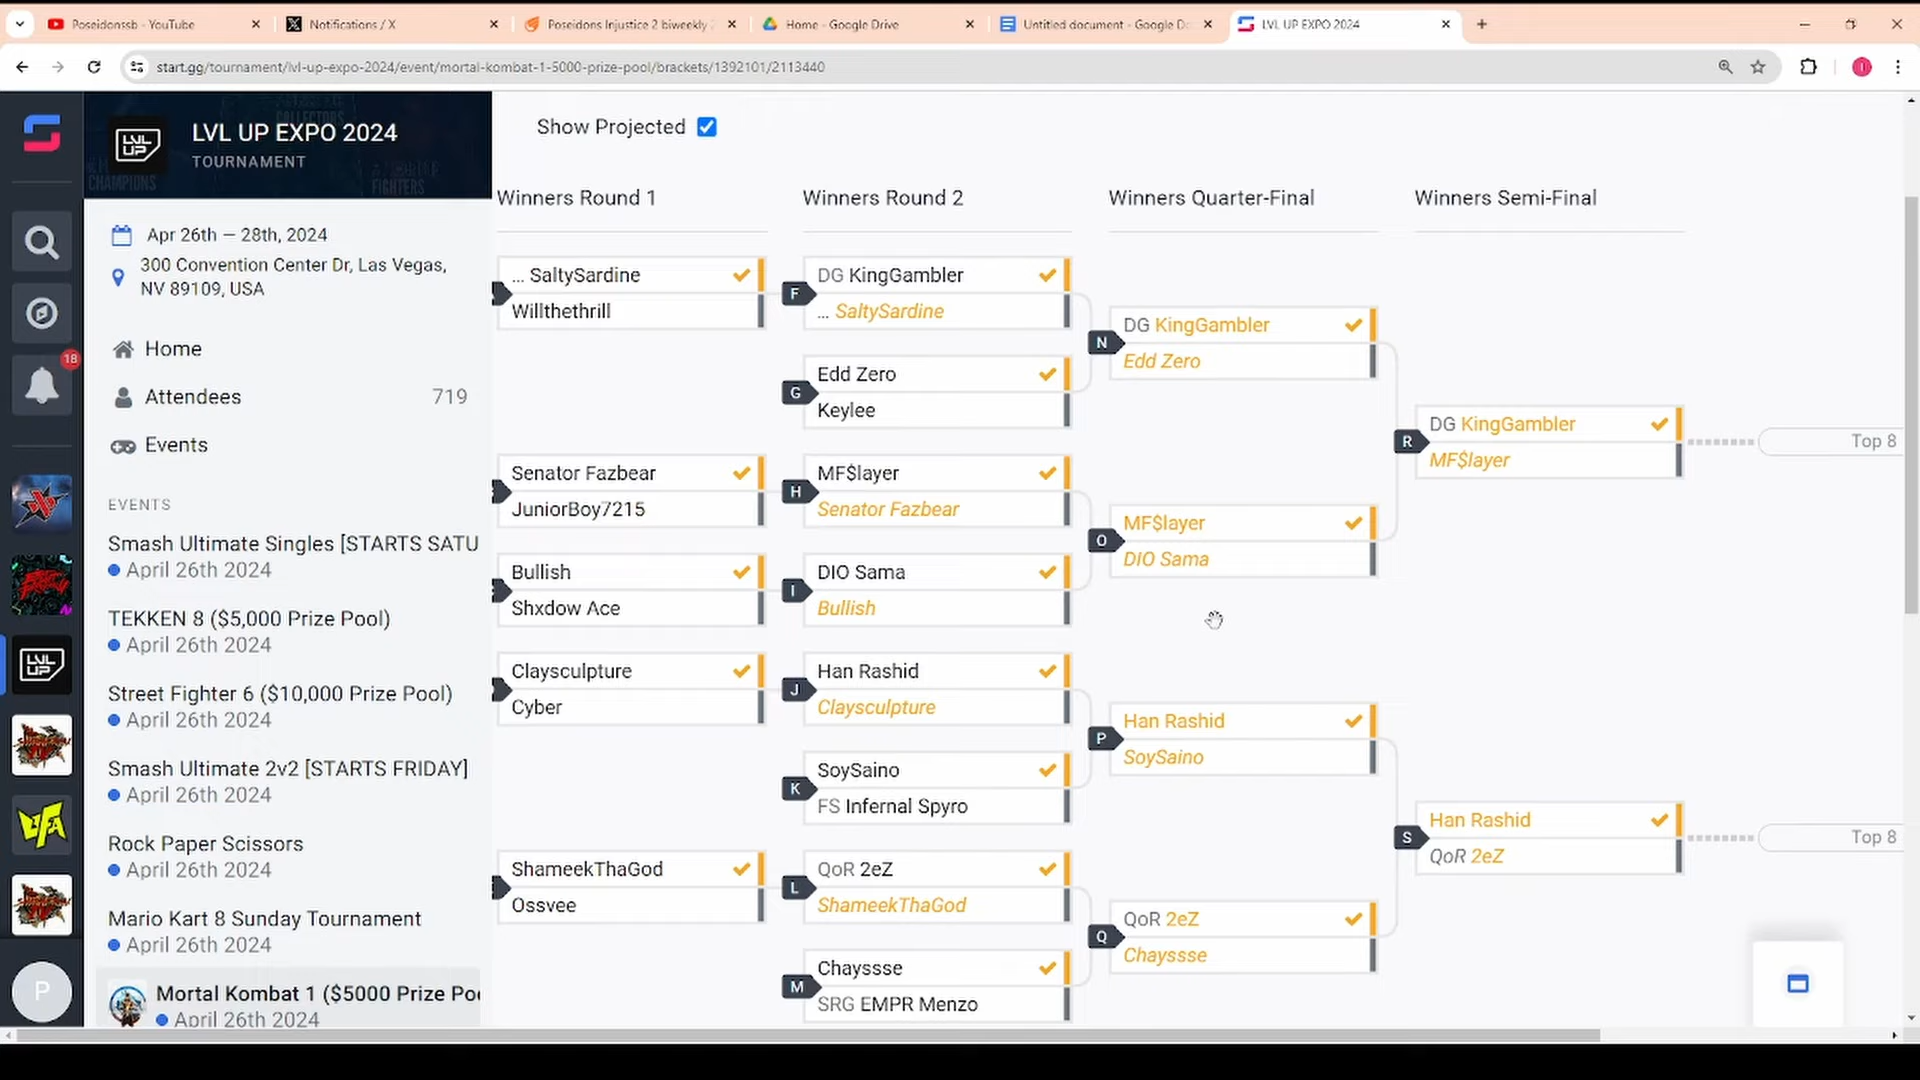 Poseidonssb - YouTube
Notifications / X
Poseidons Injustice 2 biweekly
Home - Google Drive
Untitled document - Google Do
LVL UP EXPO 2024
start.gg/tournament/lvl-up-expo-2024/event/mortal-kombat-1-5000-prize-pool/brackets/1392101/2113440
LVL UP
LVL UP EXPO 2024
TOURNAMENT
CHAMPIONS
FIGHTERS
Apr 26th — 28th, 2024
300 Convention Center Dr, Las Vegas,
NV 89109, USA
18
Home
Attendees 719
Events
EVENTS
Smash Ultimate Singles [STARTS SATU
April 26th 2024
TEKKEN 8 ($5,000 Prize Pool)
April 26th 2024
LVL UP
Street Fighter 6 ($10,000 Prize Pool)
April 26th 2024
Smash Ultimate 2v2 [STARTS FRIDAY]
April 26th 2024
Rock Paper Scissors
April 26th 2024
Mario Kart 8 Sunday Tournament
April 26th 2024
P
Mortal Kombat 1 ($5000 Prize Po
April 26th 2024
Show Projected
Winners Round 1
... SaltySardine
Willthethrill
Senator Fazbear
JuniorBoy7215
Bullish
Shxdow Ace
Claysculpture
Cyber
ShameekThaGod
Ossvee
Winners Round 2
F
DG KingGambler
... SaltySardine
G
Edd Zero
Keylee
H
MF$layer
Senator Fazbear
I
DIO Sama
Bullish
J
Han Rashid
Claysculpture
K
SoySaino
FS Infernal Spyro
L
QoR 2eZ
ShameekThaGod
M
Chayssse
SRG EMPR Menzo
Winners Quarter-Final
N
DG KingGambler
Edd Zero
O
MF$layer
DIO Sama
P
Han Rashid
SoySaino
Q
QoR 2eZ
Chayssse
Winners Semi-Final
R
DG KingGambler
MF$layer
Top 8
S
Han Rashid
QoR 2eZ
Top 8